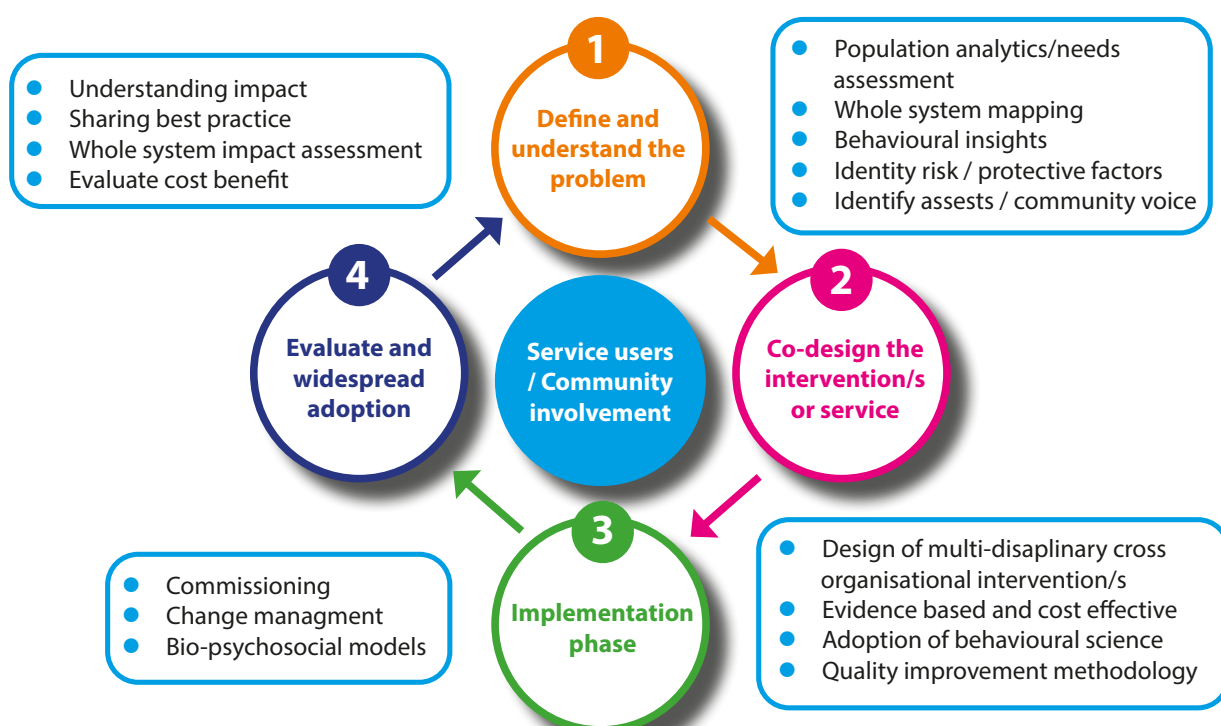 1
Define and
understand the
problem
Population analytics/needs
assessment
Whole system mapping
Behavioural insights
Identity risk / protective factors
Identify assests / community voice
2
Co-design the
intervention/s
or service
Design of multi-disaplinary cross
organisational intervention/s
Evidence based and cost effective
Adoption of behavioural science
Quality improvement methodology
3
Implementation
phase
Commissioning
Change managment
Bio-psychosocial models
4
Evaluate and
widespread
adoption
Understanding impact
Sharing best practice
Whole system impact assessment
Evaluate cost benefit
Service users
/ Community
involvement